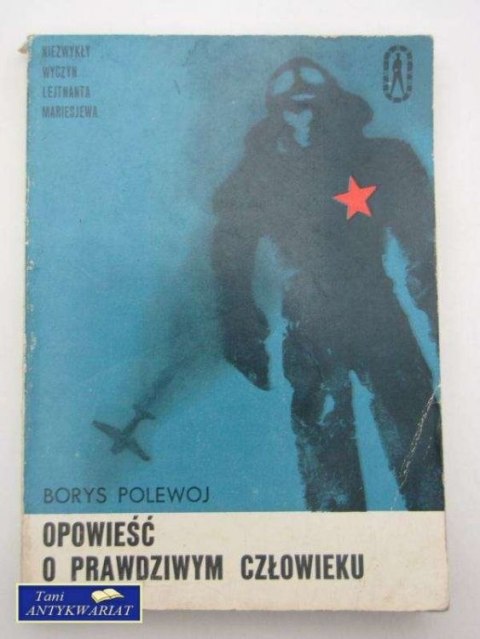 NIEZWYKŁY
WYCZYN
LEJTNANTA
MARIESJEWA
BORYS POLEWOJ
OPOWIEŚĆ
O PRAWDZIWYM CZŁOWIEKU
Tani
ANTYKWARIAT